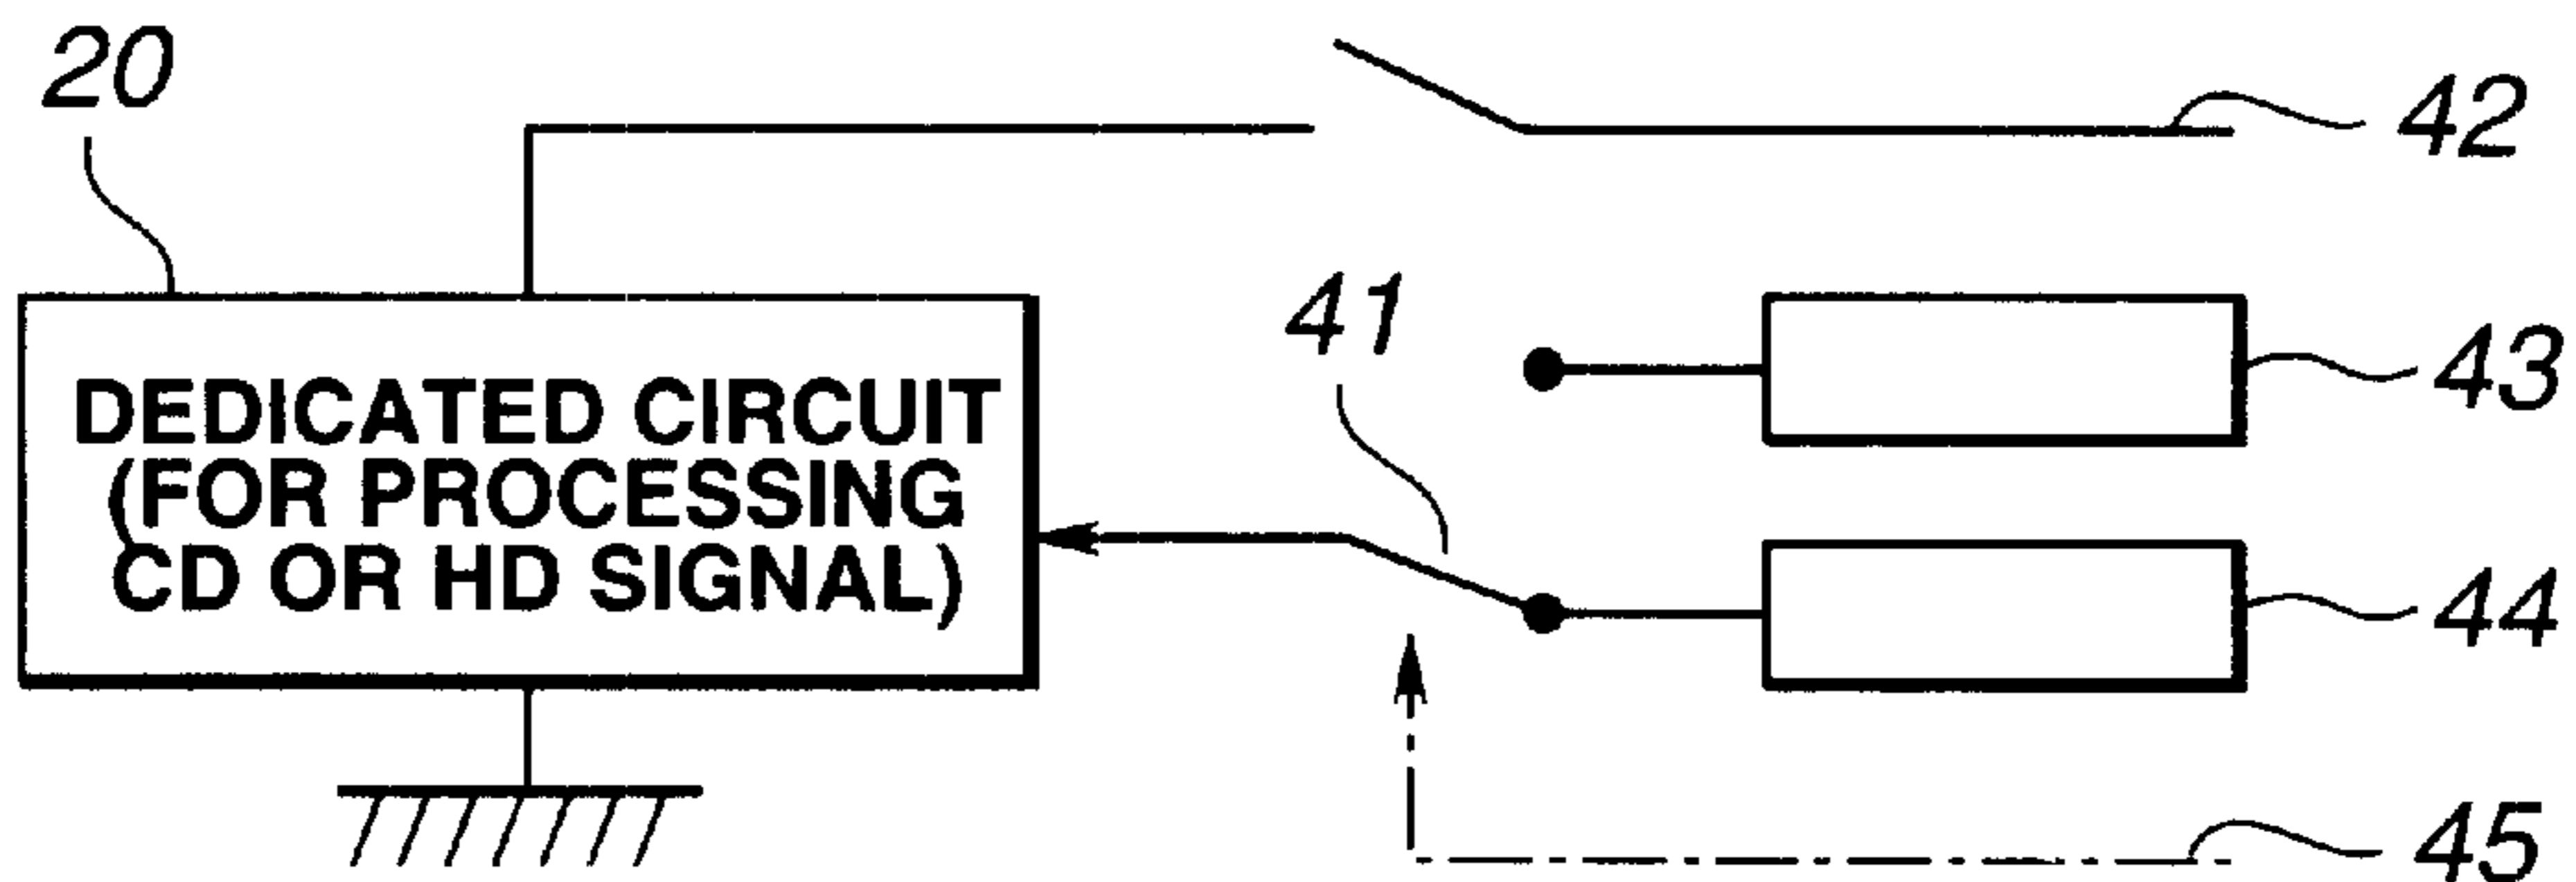 20
42
41
43
DEDICATED CIRCUIT
(FOR PROCESSING
CD OR HD SIGNAL)
44
45